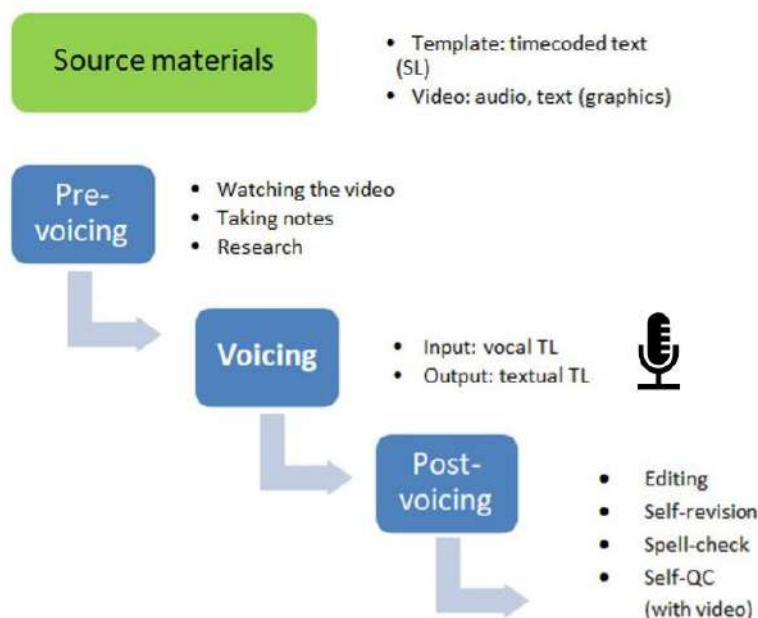 Source materials
• Template: timecoded text
(SL)
• Video: audio, text (graphics)
Pre-
voicing
• Watching the video
• Taking notes
• Research
Voicing
• Input: vocal TL
• Output: textual TL
Post-
voicing
• Editing
• Self-revision
• Spell-check
• Self-QC
(with video)